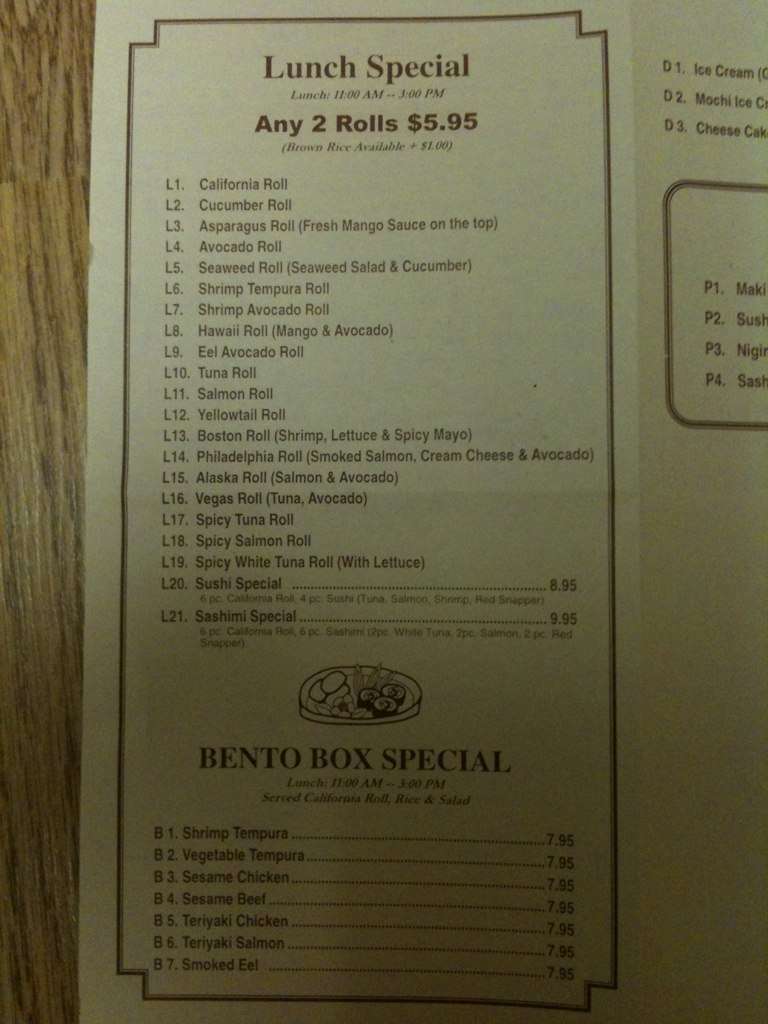 Lunch Special
Lunch: 11:00 AM -- 3:00 PM
Any 2 Rolls $5.95
(Brown Rice Available + $1.00)
L1. California Roll
L2. Cucumber Roll
L3. Asparagus Roll (Fresh Mango Sauce on the top)
L4. Avocado Roll
L5. Seaweed Roll (Seaweed Salad & Cucumber)
L6. Shrimp Tempura Roll
L7. Shrimp Avocado Roll
L8. Hawaii Roll (Mango & Avocado)
L9. Eel Avocado Roll
L10. Tuna Roll
L11. Salmon Roll
L12. Yellowtail Roll
L13. Boston Roll (Shrimp, Lettuce & Spicy Mayo)
L14. Philadelphia Roll (Smoked Salmon, Cream Cheese & Avocado)
L15. Alaska Roll (Salmon & Avocado)
L16. Vegas Roll (Tuna, Avocado)
L17. Spicy Tuna Roll
L18. Spicy Salmon Roll
L19. Spicy White Tuna Roll (With Lettuce)
L20. Sushi Special ........ 8.95
6 pc. California Roll, 4 pc. Sushi (Tuna, Salmon, Shrimp, Red Snapper)
L21. Sashimi Special ........ 9.95
6 pc. California Roll, 6 pc. Sashimi (2pc. White Tuna, 2pc. Salmon, 2 pc. Red
Snapper)
BENTO BOX SPECIAL
Lunch: 11:00 AM -- 3:00 PM
Served California Roll, Rice & Salad
B 1. Shrimp Tempura ........ 7.95
B 2. Vegetable Tempura ........ 7.95
B 3. Sesame Chicken ........ 7.95
B 4. Sesame Beef ........ 7.95
B 5. Teriyaki Chicken ........ 7.95
B 6. Teriyaki Salmon ........ 7.95
B 7. Smoked Eel ........ 7.95
D 1. Ice Cream
D 2. Mochi Ice
D 3. Cheese
P1. Maki
P2.
P3.
P4.